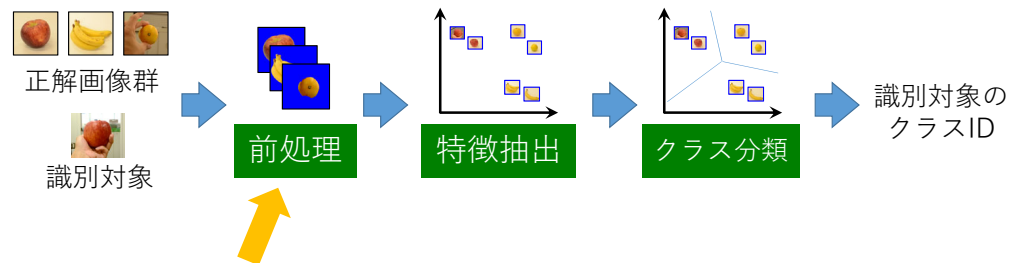 正解画像群
識別対象
前処理
特徴抽出
クラス分類
識別対象の
クラスID